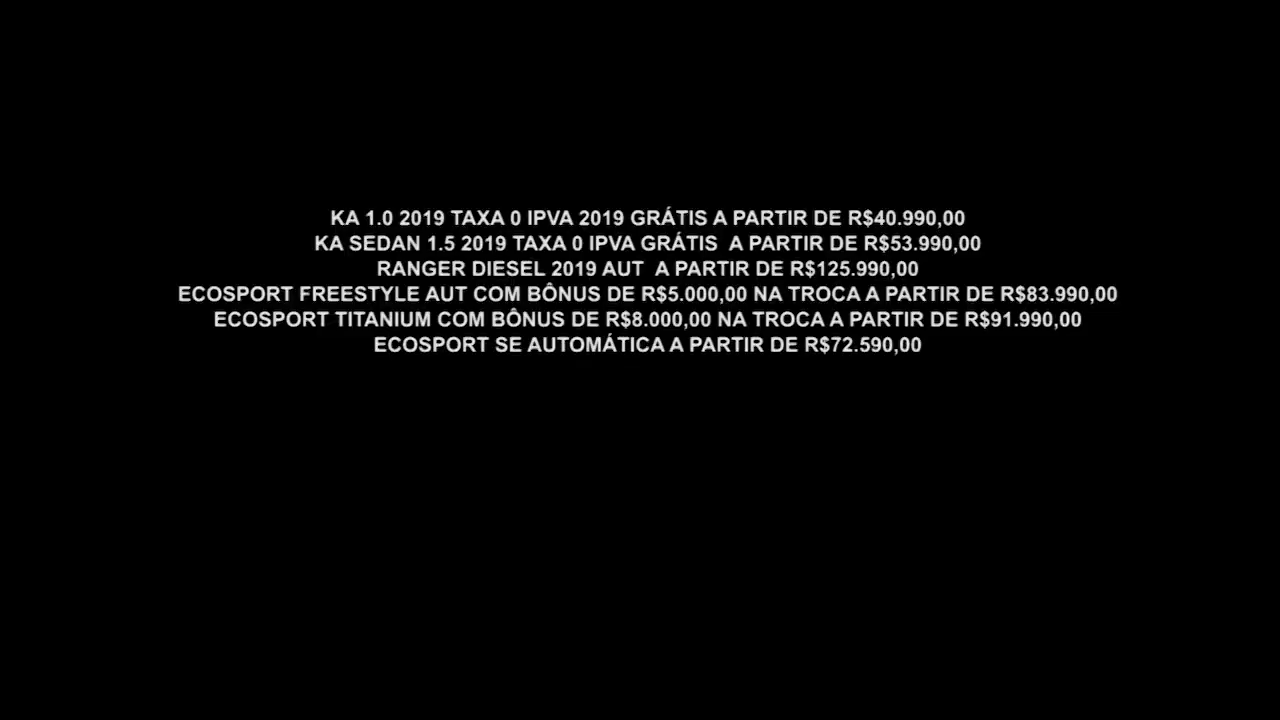 KA 1.0 2019 TAXA 0 IPVA 2019 GRÁTIS A PARTIR DE R$40.990,00
KA SEDAN 1.5 2019 TAXA 0 IPVA GRÁTIS  A PARTIR DE R$53.990,00
RANGER DIESEL 2019 AUT  A PARTIR DE R$125.990,00
ECOSPORT FREESTYLE AUT COM BÔNUS DE R$5.000,00 NA TROCA A PARTIR DE R$83.990,00
ECOSPORT TITANIUM COM BÔNUS DE R$8.000,00 NA TROCA A PARTIR DE R$91.990,00
ECOSPORT SE AUTOMÁTICA A PARTIR DE R$72.590,00